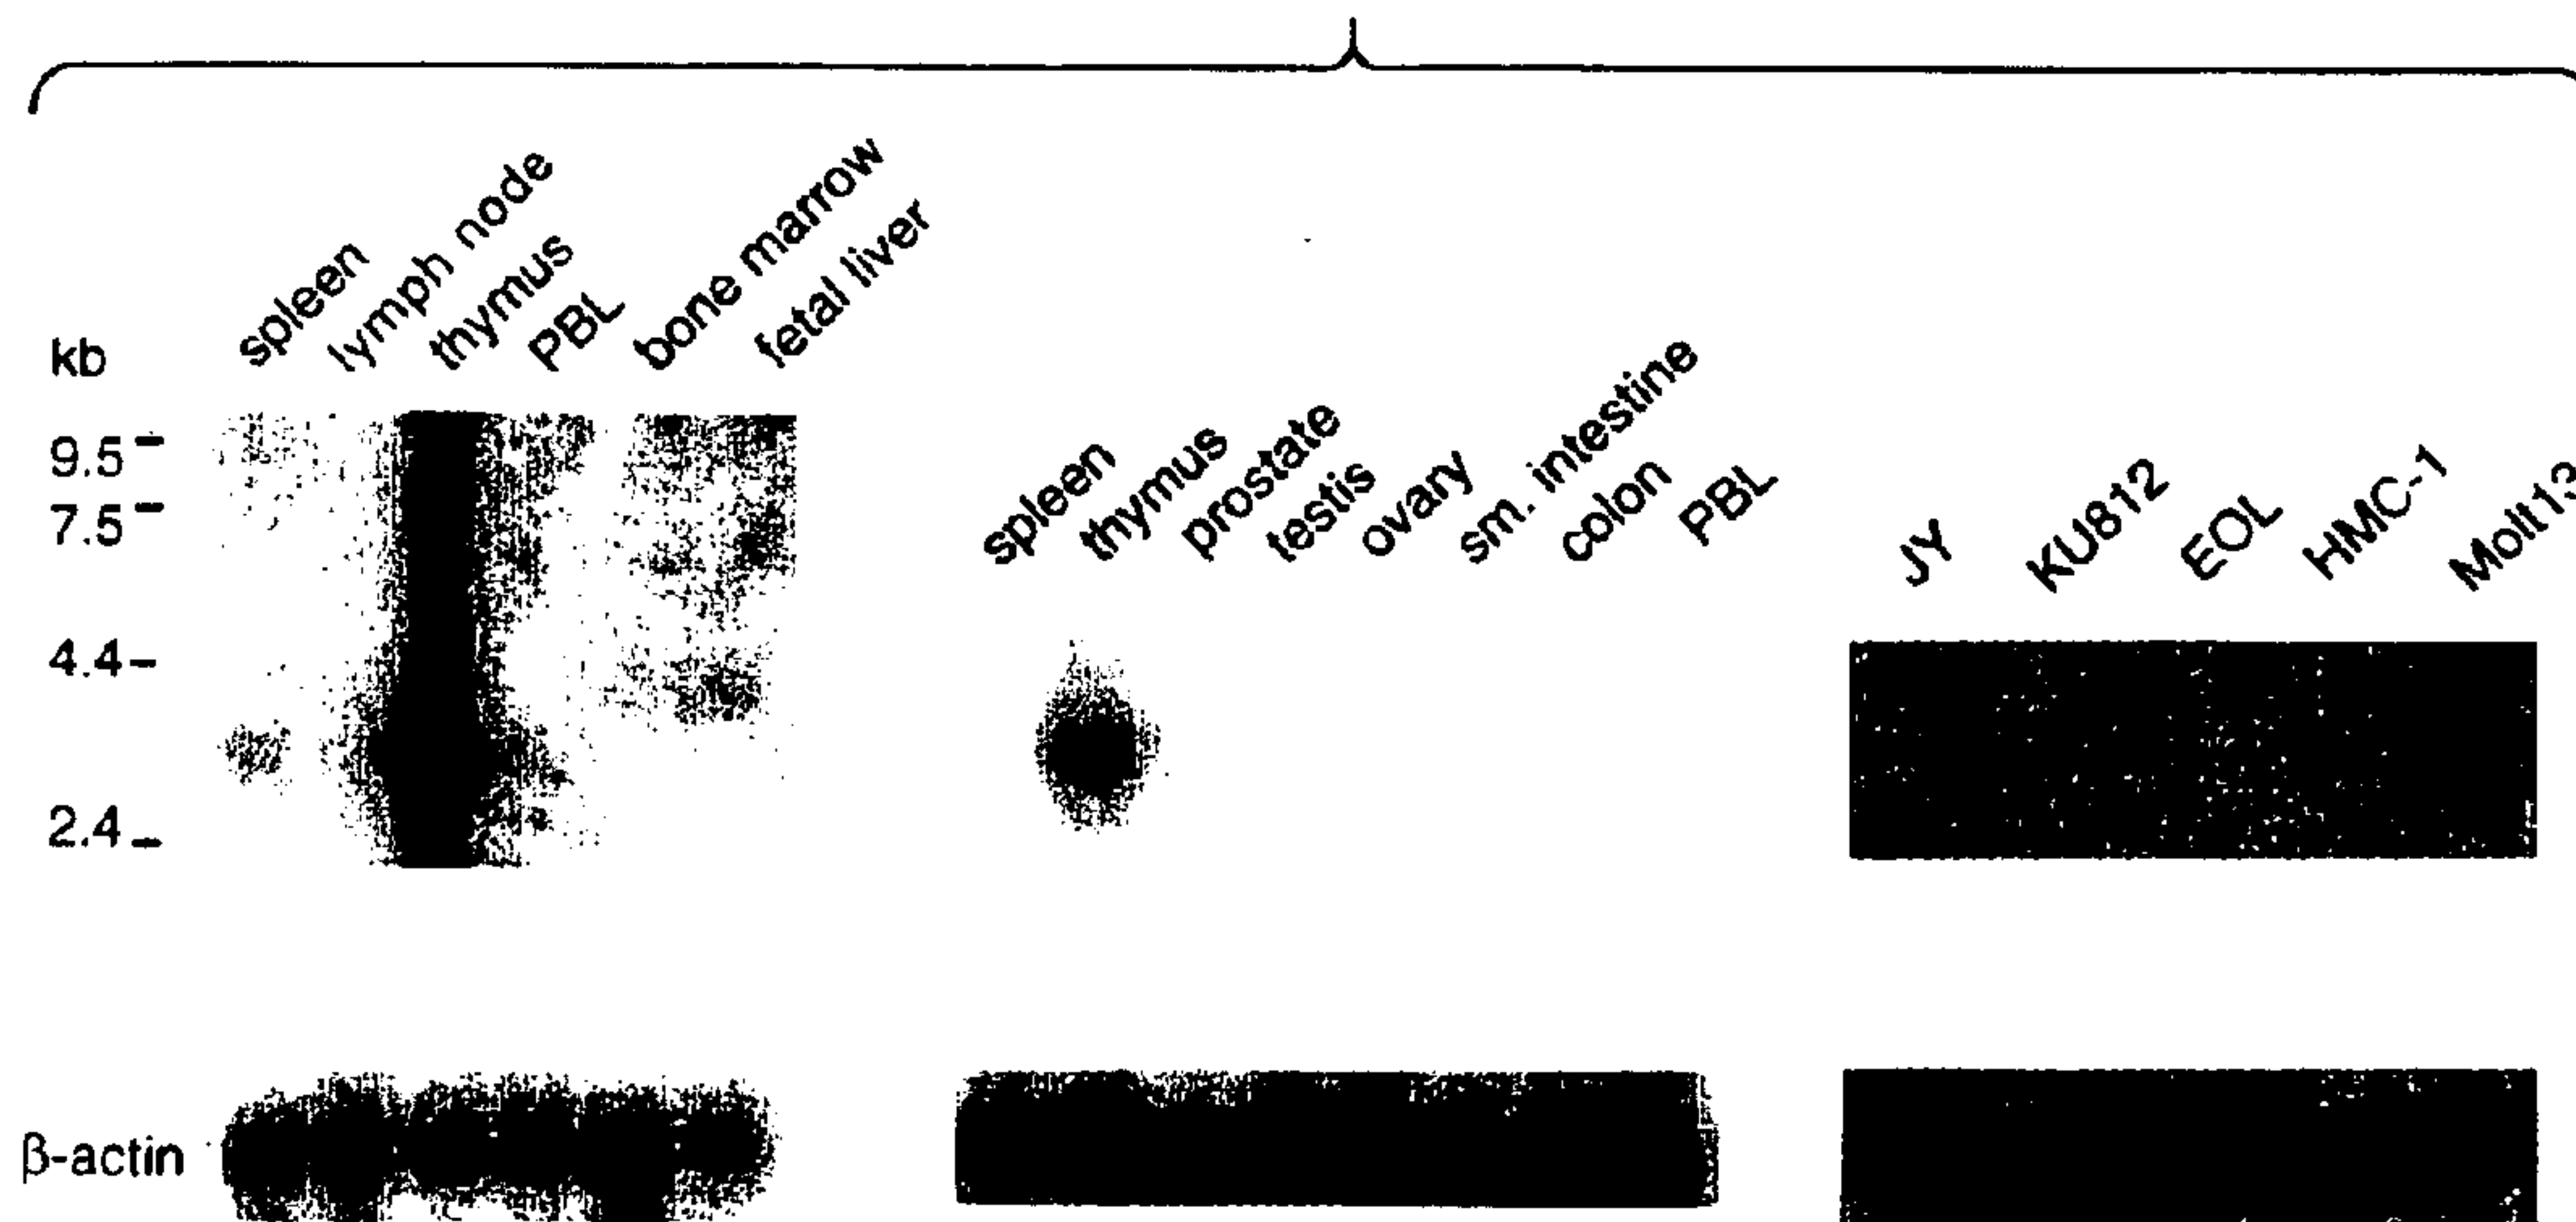 kb
spleen
lymph node
thymus
PBL
bone marrow
fetal liver
9.5
7.5
4.4
2.4
spleen
thymus
prostate
testis
ovary
sm. intestine
colon
PBL
JY
KU812
EOL
HMC-1
Molt13
β-actin